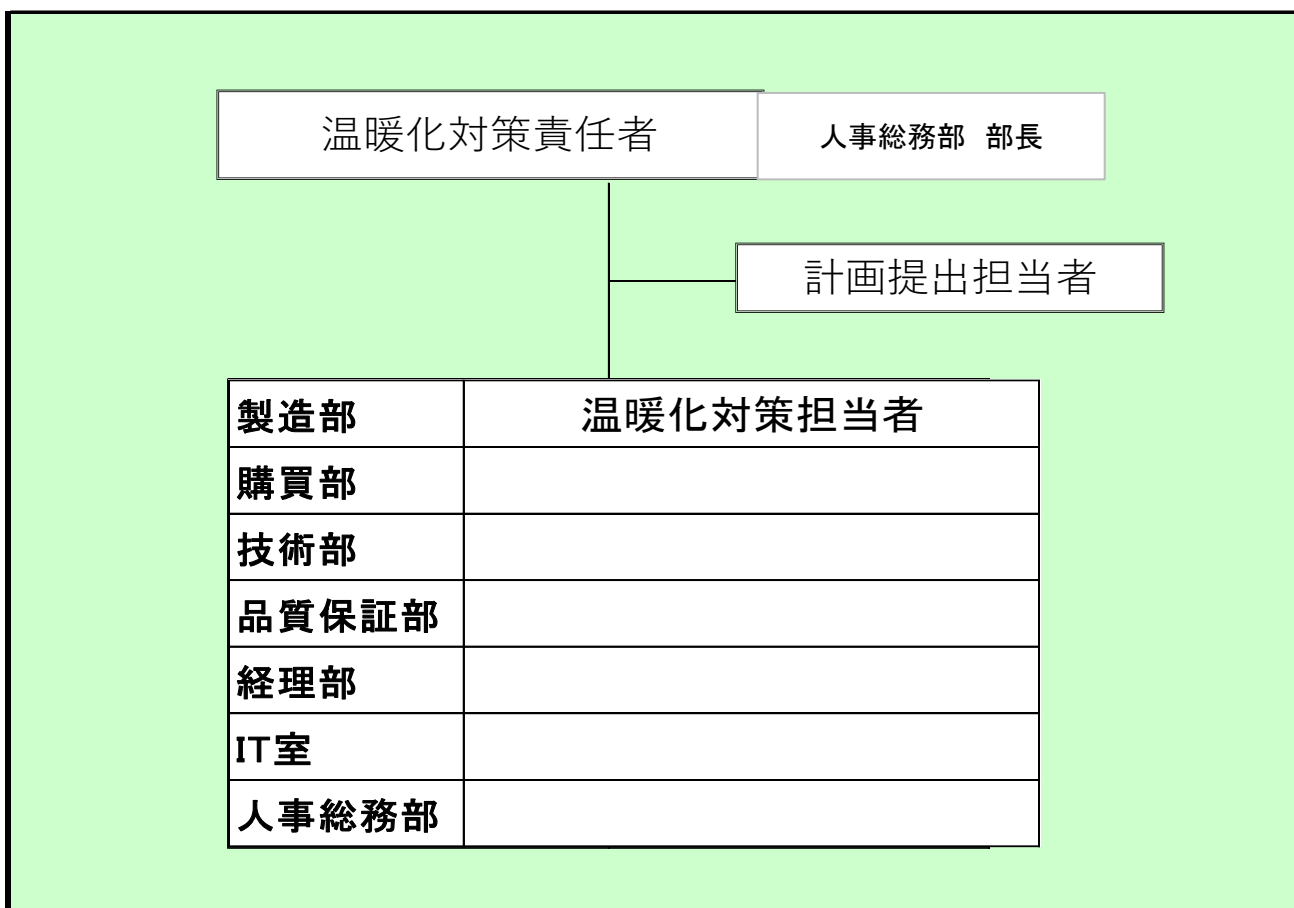 温暖化対策責任者 人事総務部 部長
計画提出担当者
製造部 温暖化対策担当者
購買部
技術部
品質保証部
経理部
IT室
人事総務部